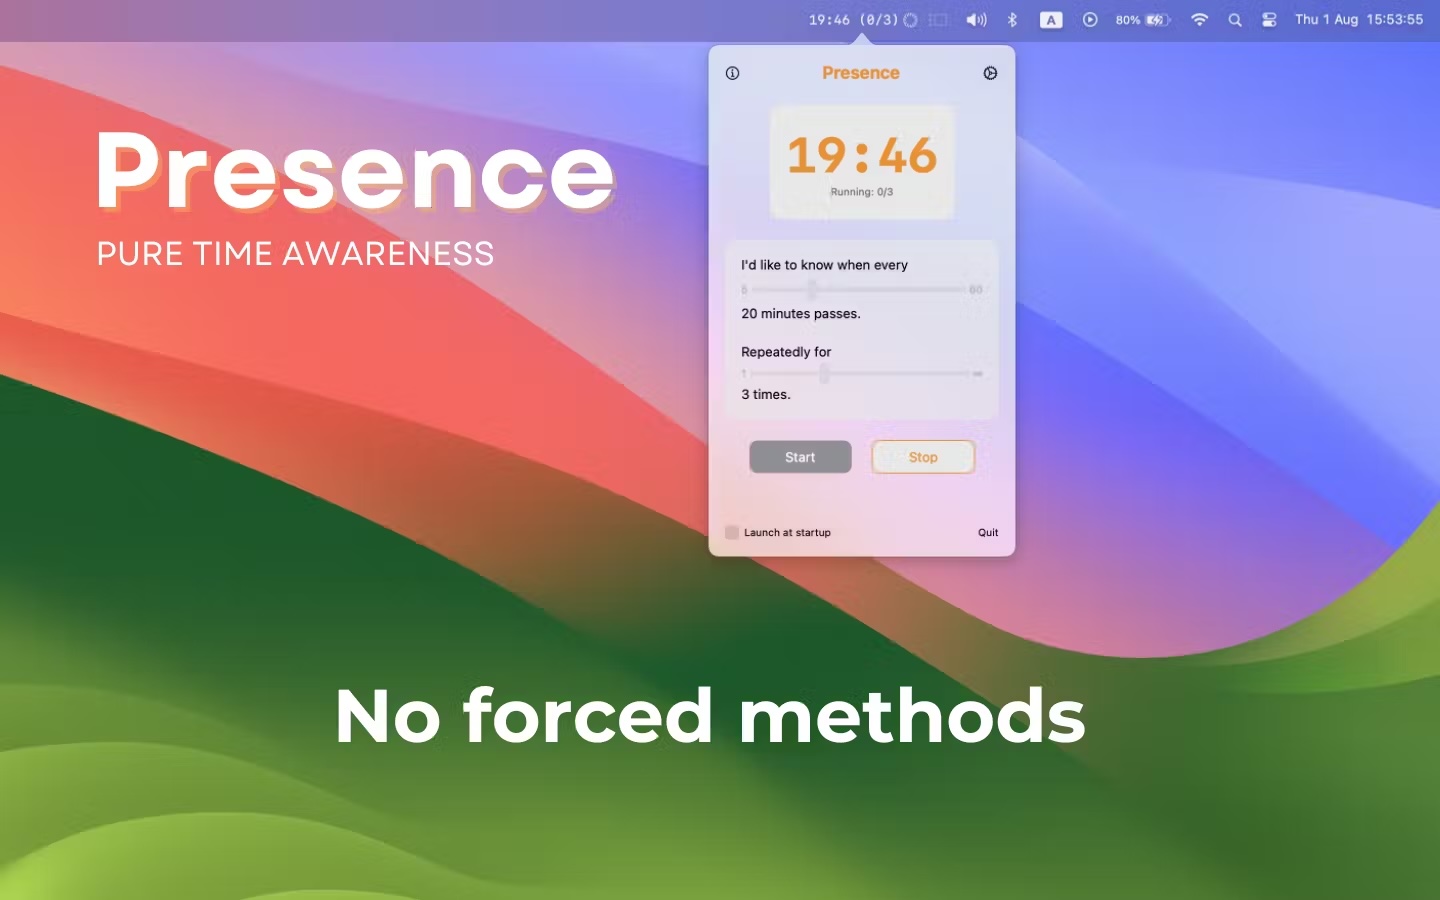 19:46 (0/3)
A
80%
Thu 1 Aug 15:53:55
Presence
19:46
Running: 0/3
I'd like to know when every
5 60
20 minutes passes.
Repeatedly for
1 ∞
3 times.
Start Stop
Launch at startup Quit
Presence
PURE TIME AWARENESS
No forced methods